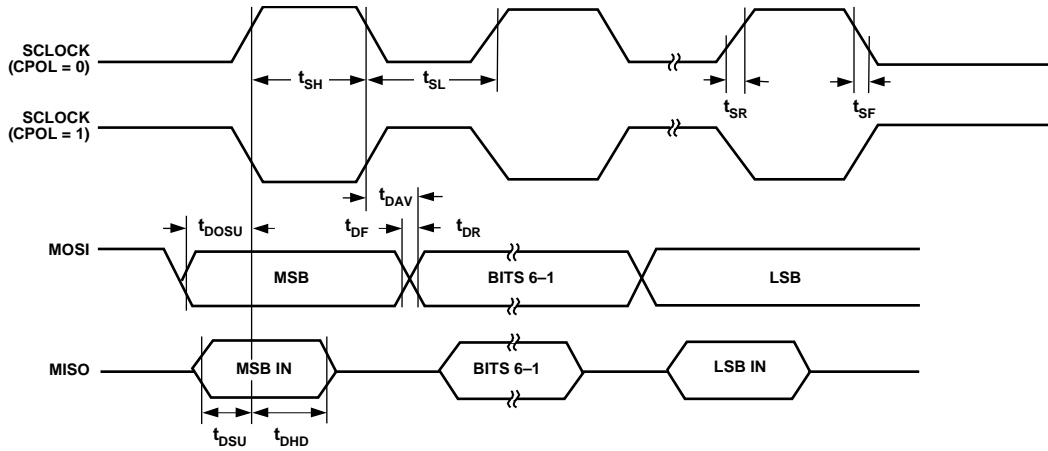 SCLOCK
(CPOL = 0)
tSH
tSL
tSR
tSF
SCLOCK
(CPOL = 1)
tDAV
tDOSU
tDF
tDR
MOSI
MSB
BITS 6–1
LSB
MISO
MSB IN
BITS 6–1
LSB IN
tDSU
tDHD